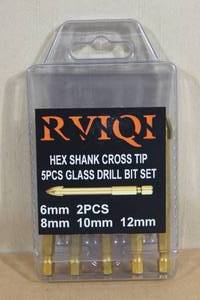 RVIQI
HEX SHANK CROSS TIP
5PCS GLASS DRILL BIT SET
6mm 2PCS
8mm 10mm 12mm